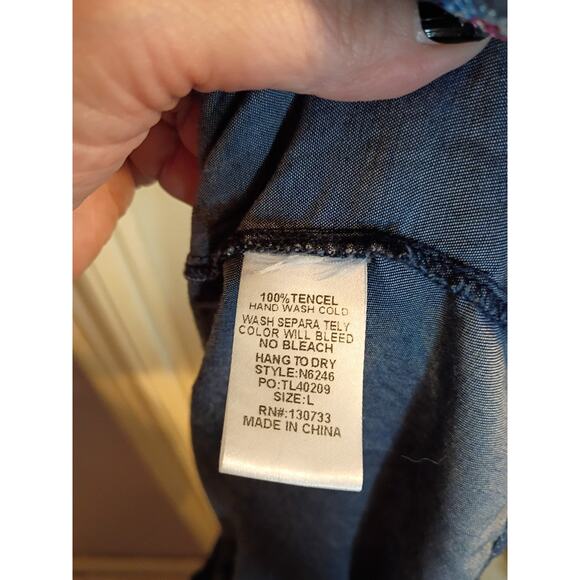 100%TENCEL
HAND WASH COLD
WASH SEPARA TELY
COLOR WILL BLEED
NO BLEACH
HANG TO DRY
STYLE:N6246
PO:TL40209
SIZE:L
RN#:130733
MADE IN CHINA